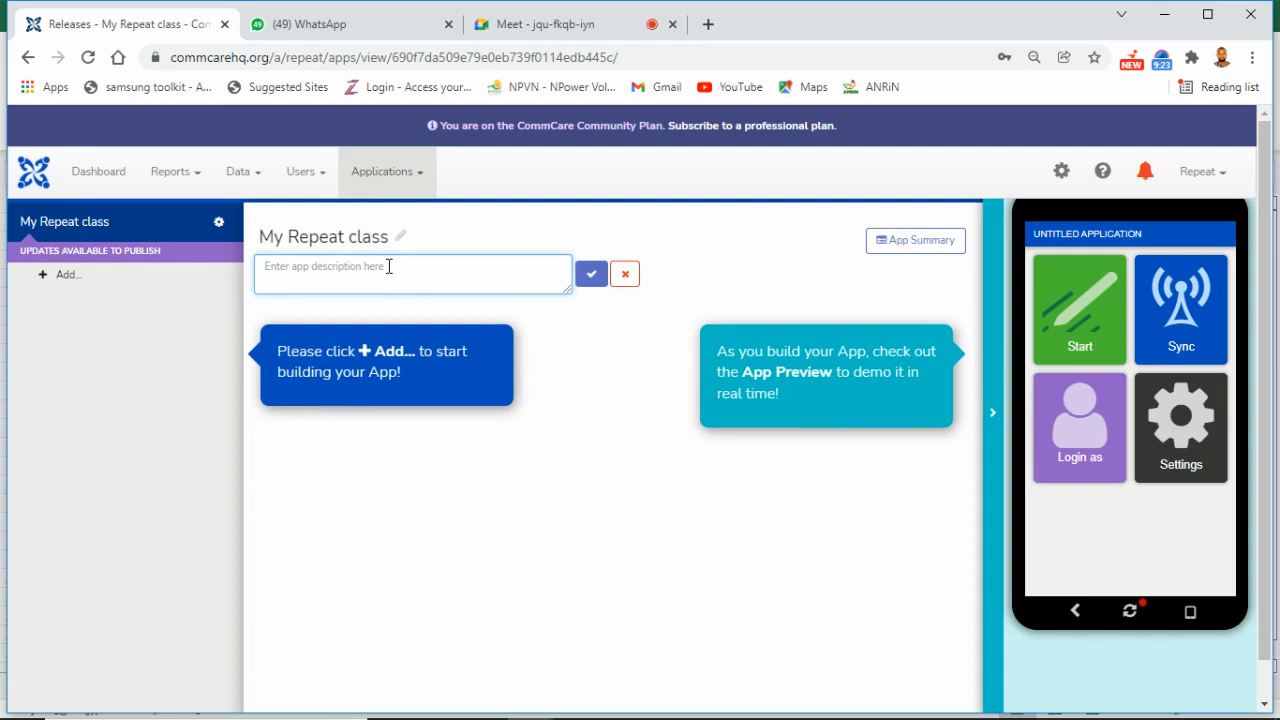 Releases - My Repeat class - Com
(49) WhatsApp
Meet - jqu-fkqb-iyn
commcarehq.org/a/repeat/apps/view/690f7da509e79e0eb739f0114edb445c/
NEW
9:23
Apps
samsung toolkit - A...
Suggested Sites
Login - Access your...
NPVN - NPower Vol...
Gmail
YouTube
Maps
ANRiN
Reading list
You are on the CommCare Community Plan. Subscribe to a professional plan.
Dashboard
Reports
Data
Users
Applications
Repeat
My Repeat class
UPDATES AVAILABLE TO PUBLISH
Add...
My Repeat class
App Summary
Enter app description here
Please click + Add... to start
building your App!
As you build your App, check out
the App Preview to demo it in
real time!
UNTITLED APPLICATION
Start
Sync
Login as
Settings